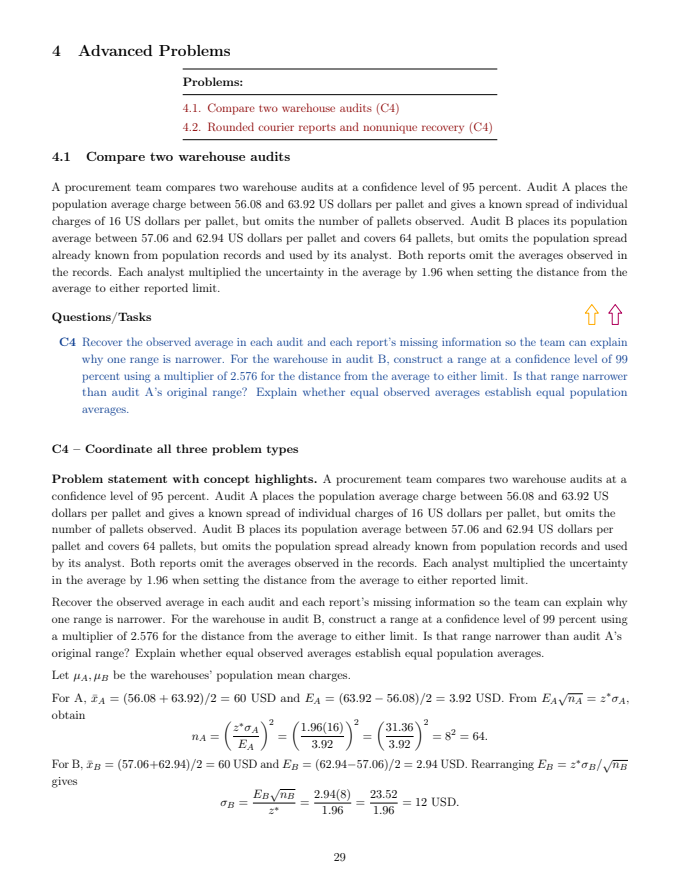 4 Advanced Problems
Problems:
4.1. Compare two warehouse audits (C4)
4.2. Rounded courier reports and nonunique recovery (C4)
4.1 Compare two warehouse audits
A procurement team compares two warehouse audits at a confidence level of 95 percent. Audit A places the
population average charge between 56.08 and 63.92 US dollars per pallet and gives a known spread of individual
charges of 16 US dollars per pallet, but omits the number of pallets observed. Audit B places its population
average between 57.06 and 62.94 US dollars per pallet and covers 64 pallets, but omits the population spread
already known from population records and used by its analyst. Both reports omit the averages observed in
the records. Each analyst multiplied the uncertainty in the average by 1.96 when setting the distance from the
average to either reported limit.
Questions/Tasks
C4 Recover the observed average in each audit and each report's missing information so the team can explain
why one range is narrower. For the warehouse in audit B, construct a range at a confidence level of 99
percent using a multiplier of 2.576 for the distance from the average to either limit. Is that range narrower
than audit A's original range? Explain whether equal observed averages establish equal population
averages.
C4 – Coordinate all three problem types
Problem statement with concept highlights. A procurement team compares two warehouse audits at a
confidence level of 95 percent. Audit A places the population average charge between 56.08 and 63.92 US
dollars per pallet and gives a known spread of individual charges of 16 US dollars per pallet, but omits the
number of pallets observed. Audit B places its population average between 57.06 and 62.94 US dollars per
pallet and covers 64 pallets, but omits the population spread already known from population records and used
by its analyst. Both reports omit the averages observed in the records. Each analyst multiplied the uncertainty
in the average by 1.96 when setting the distance from the average to either reported limit.
Recover the observed average in each audit and each report's missing information so the team can explain why
one range is narrower. For the warehouse in audit B, construct a range at a confidence level of 99 percent using
a multiplier of 2.576 for the distance from the average to either limit. Is that range narrower than audit A's
original range? Explain whether equal observed averages establish equal population averages.
Let μ_A, μ_B be the warehouses' population mean charges.
For A, x̄_A = (56.08 + 63.92)/2 = 60 USD and E_A = (63.92 − 56.08)/2 = 3.92 USD. From E_A√n_A = z*σ_A,
obtain
n_A = (z*σ_A / E_A)² = (1.96(16) / 3.92)² = (31.36 / 3.92)² = 8² = 64.
For B, x̄_B = (57.06+62.94)/2 = 60 USD and E_B = (62.94−57.06)/2 = 2.94 USD. Rearranging E_B = z*σ_B/√n_B
gives
σ_B = E_B√n_B / z* = 2.94(8) / 1.96 = 23.52 / 1.96 = 12 USD.
29